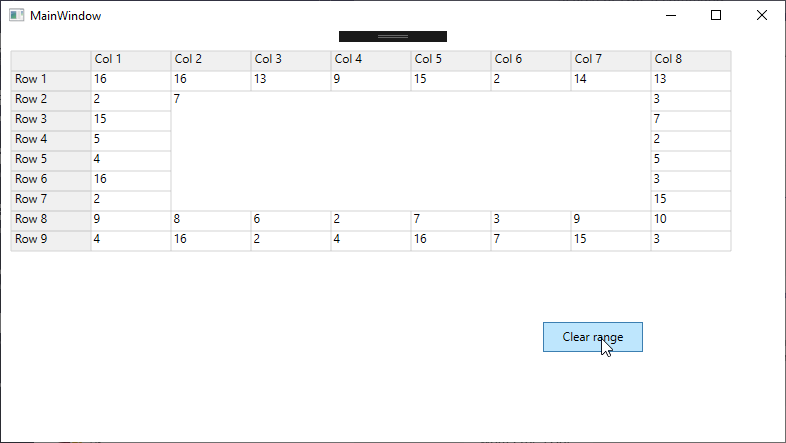 MainWindow
Col 1 Col 2 Col 3 Col 4 Col 5 Col 6 Col 7 Col 8
Row 1 16 16 13 9 15 2 14 13
Row 2 2 7 3
Row 3 15 7
Row 4 5 2
Row 5 4 5
Row 6 16 3
Row 7 2 15
Row 8 9 8 6 2 7 3 9 10
Row 9 4 16 2 4 16 7 15 3
Clear range